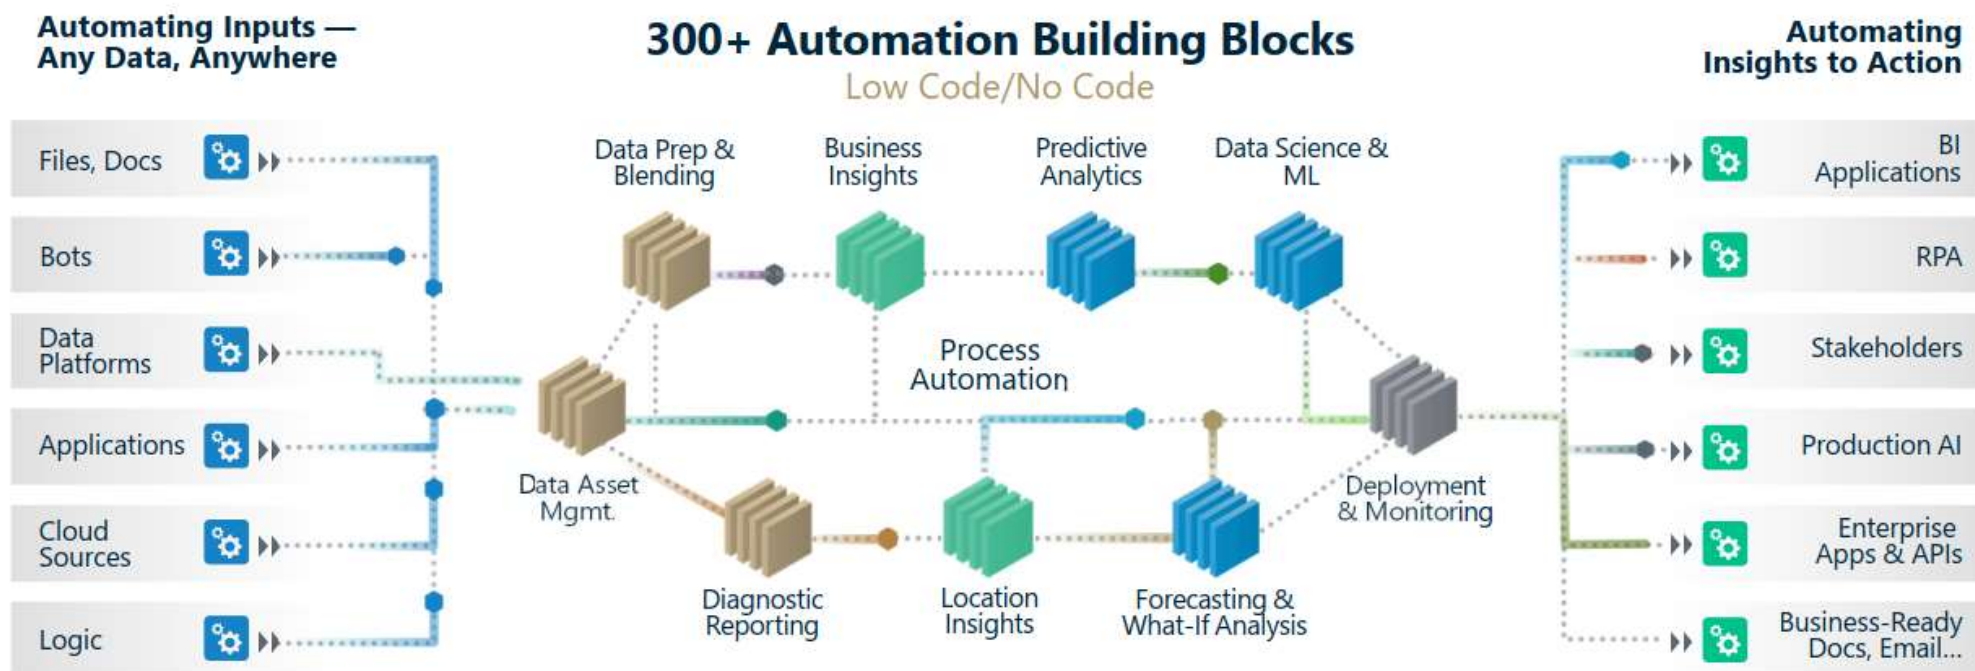 Automating Inputs —
Any Data, Anywhere
300+ Automation Building Blocks
Low Code/No Code
Automating
Insights to Action
Files, Docs
Bots
Data
Platforms
Applications
Cloud
Sources
Logic
Data Prep &
Blending
Business
Insights
Predictive
Analytics
Data Science &
ML
Process
Automation
Data Asset
Mgmt.
Deployment
& Monitoring
Diagnostic
Reporting
Location
Insights
Forecasting &
What-If Analysis
BI
Applications
RPA
Stakeholders
Production AI
Enterprise
Apps & APIs
Business-Ready
Docs, Email...